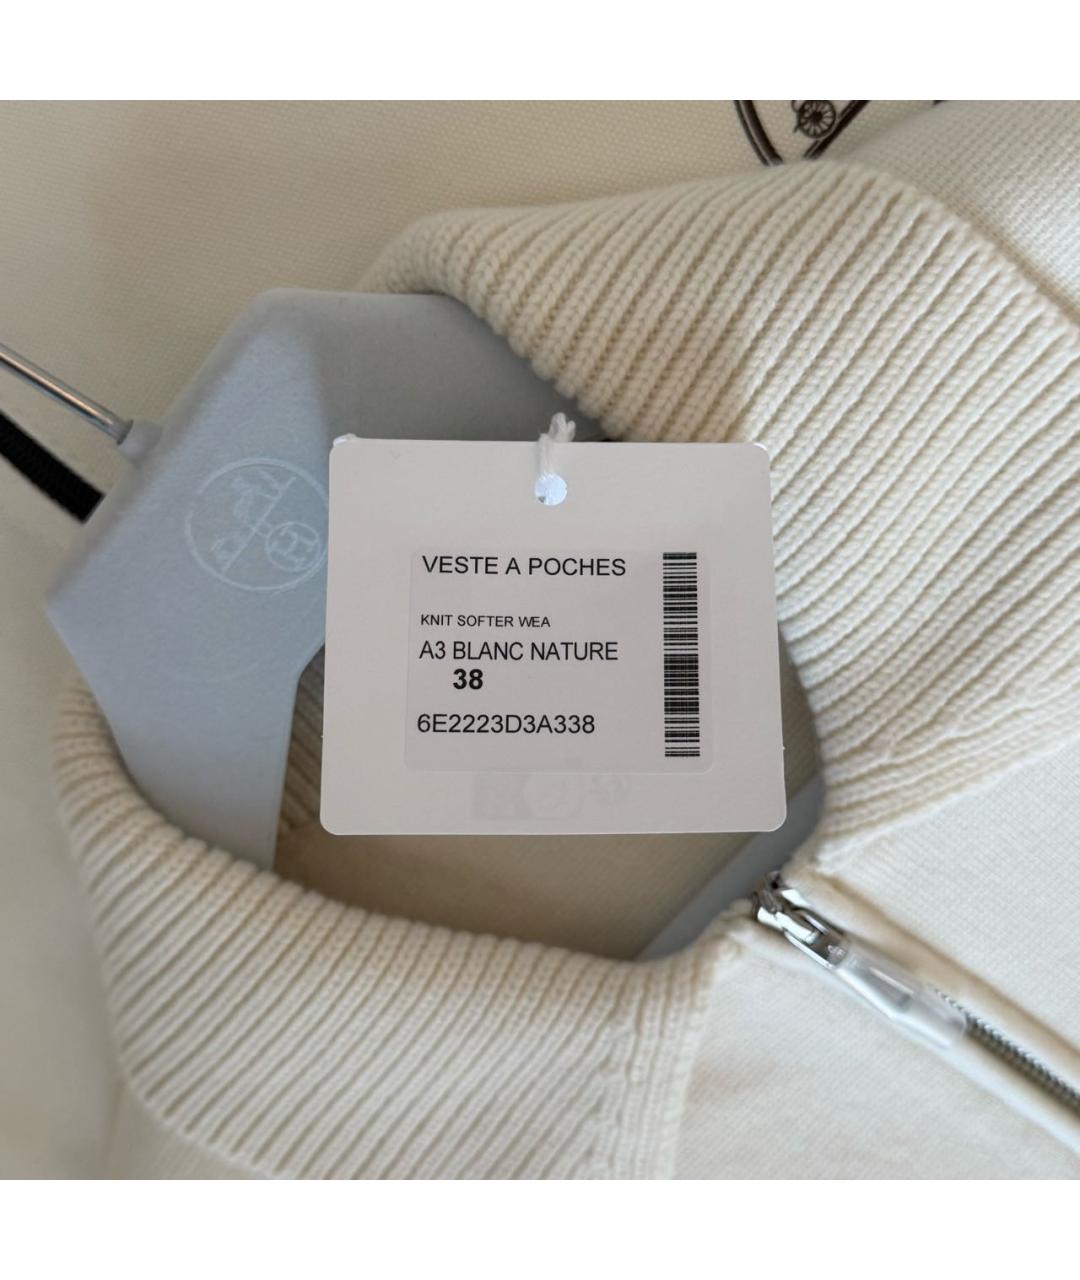 VESTE A POCHES
KNIT SOFTER WEA
A3 BLANC NATURE
38
6E2223D3A338